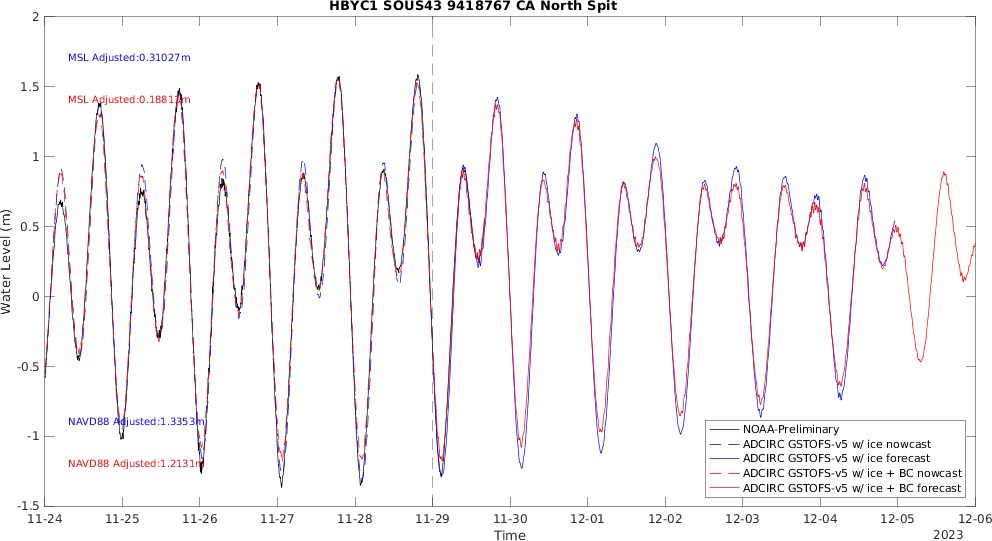 HBYC1 SOUS43 9418767 CA North Spit
2
1.5
1
0.5
0
-0.5
-1
-1.5
Water Level (m)
MSL Adjusted:0.31027m
MSL Adjusted:0.18811m
NAVD88 Adjusted:1.3353m
NAVD88 Adjusted:1.2131m
NOAA-Preliminary
ADCIRC GSTOFS-v5 w/ ice nowcast
ADCIRC GSTOFS-v5 w/ ice forecast
ADCIRC GSTOFS-v5 w/ ice + BC nowcast
ADCIRC GSTOFS-v5 w/ ice + BC forecast
11-24 11-25 11-26 11-27 11-28 11-29 11-30 12-01 12-02 12-03 12-04 12-05 12-06
Time
2023